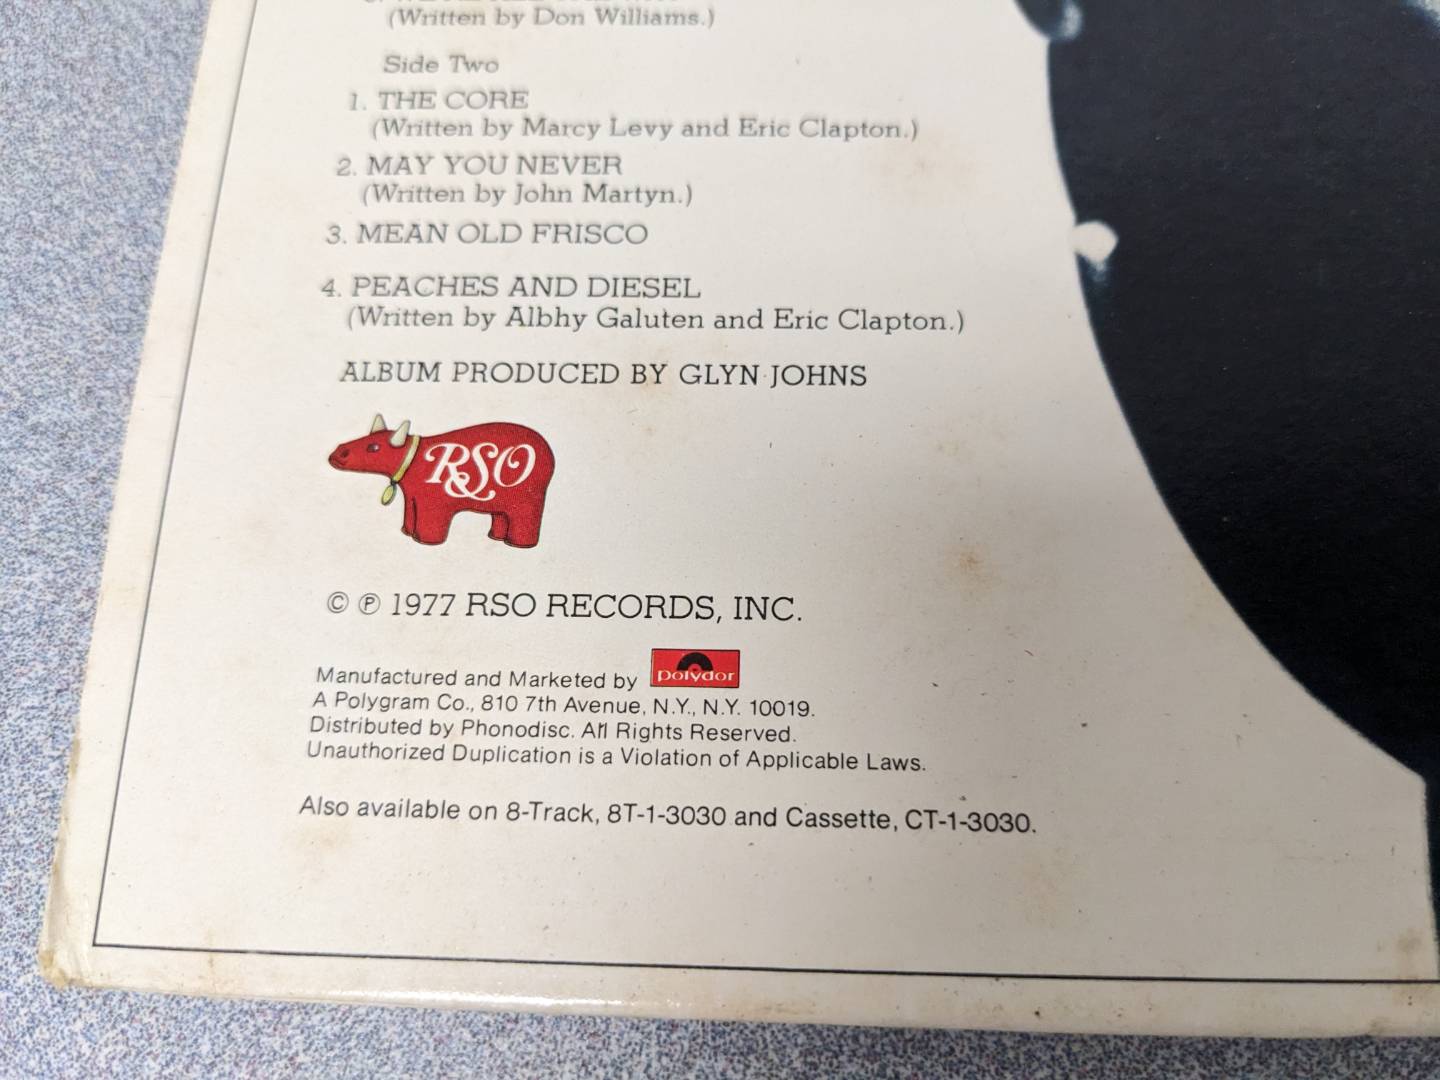 (Written by Don Williams.)
Side Two
1. THE CORE
(Written by Marcy Levy and Eric Clapton.)
2. MAY YOU NEVER
(Written by John Martyn.)
3. MEAN OLD FRISCO
4. PEACHES AND DIESEL
(Written by Albhy Galuten and Eric Clapton.)
ALBUM PRODUCED BY GLYN JOHNS
RSO
© ℗ 1977 RSO RECORDS, INC.
Manufactured and Marketed by polydor
A Polygram Co., 810 7th Avenue, N.Y., N.Y. 10019.
Distributed by Phonodisc. All Rights Reserved.
Unauthorized Duplication is a Violation of Applicable Laws.
Also available on 8-Track, 8T-1-3030 and Cassette, CT-1-3030.